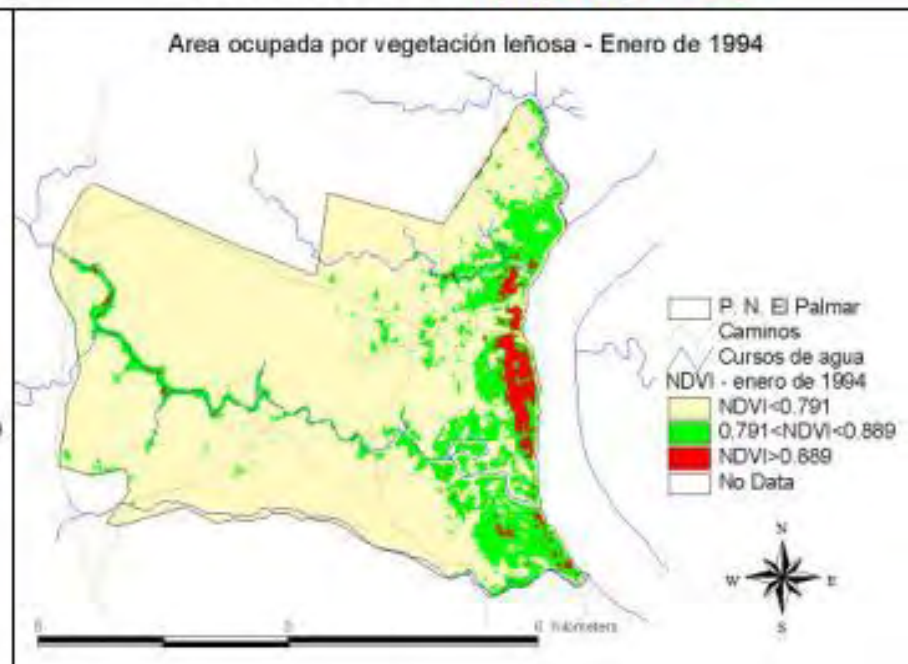 Area ocupada por vegetación leñosa - Enero de 1994
P. N. El Palmar
Caminos
Cursos de agua
NDVI - enero de 1994
NDVI<0.791
0.791<NDVI<0.889
NDVI>0.889
No Data
N
W E
S
6 Kilometers